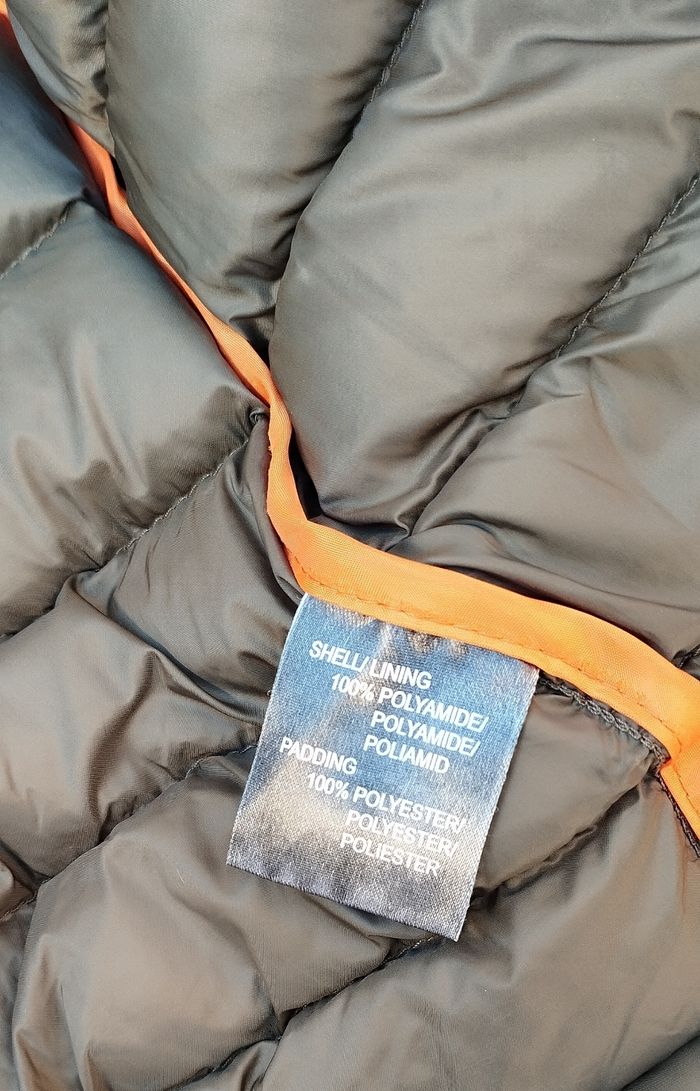 SHELL/ LINING
100% POLYAMIDE/
POLYAMIDE/
POLIAMID
PADDING
100% POLYESTER/
POLYESTER/
POLIESTER